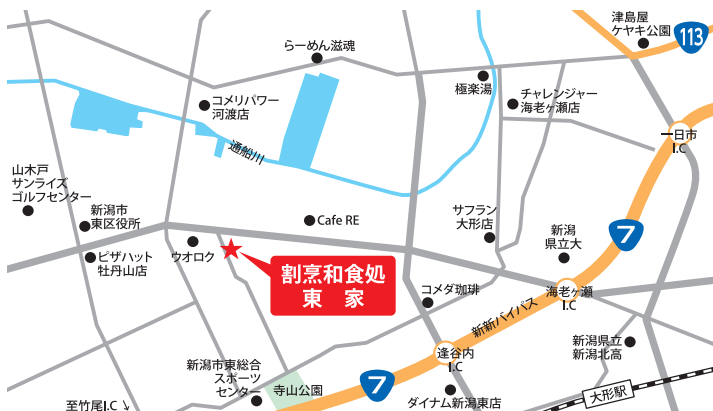 津島屋
ケヤキ公園
113
らーめん滋魂
極楽湯
チャレンジャー
海老ヶ瀬店
コメリパワー
河渡店
一日市
I.C
通船川
山木戸
サンライズ
ゴルフセンター
新潟市
東区役所
Cafe RE
サフラン
大形店
新潟
県立大
7
ピザハット
牡丹山店
ウオロク
割烹和食処
東 家
コメダ珈琲
海老ヶ瀬
I.C
新新バイパス
新潟県立
新潟北高
逢谷内
I.C
新潟市東総合
スポーツ
センター
寺山公園
7
ダイナム新潟東店
大形駅
至竹尾I.C